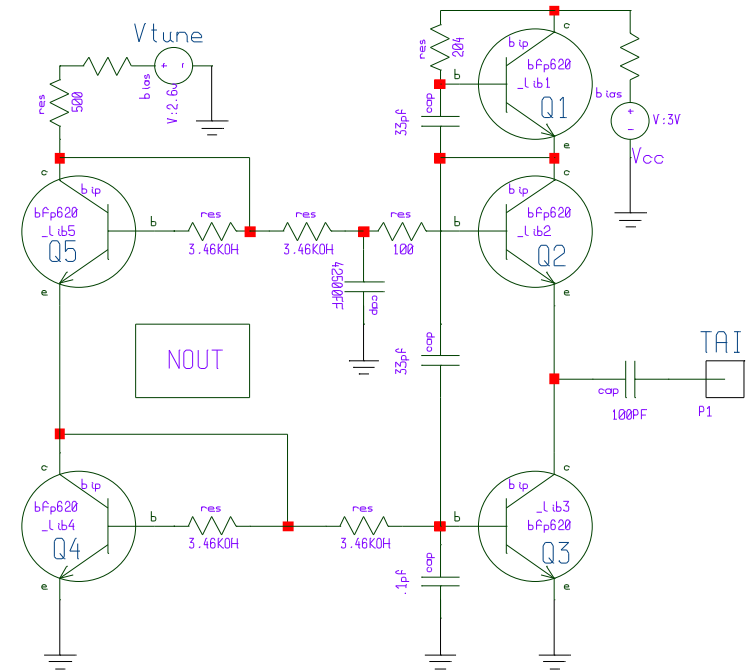 Vtune
bias
V:2.6v
res
500
res
204
c
bip
bfp620
_lib1
b
Q1
e
cap
33pF
bias
V:3V
Vcc
c
bip
bfp620
_lib5
b
Q5
e
res
3.46KOH
res
3.46KOH
res
100
42500FF
cap
c
bip
bfp620
_lib2
b
Q2
e
NOUT
cap
33pF
TAI
cap
100PF
P1
c
bip
bfp620
_lib4
b
Q4
e
res
3.46KOH
res
3.46KOH
cap
.1pF
c
bip
_lib3
bfp620
b
Q3
e